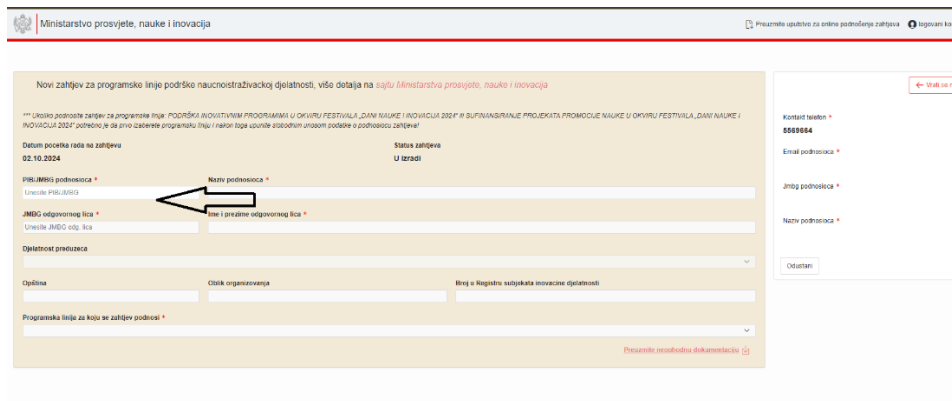 Ministarstvo prosvjete, nauke i inovacija
Preuzmite uputstvo za online podnošenje zahtjeva
logovani kor
Novi zahtjev za programske linije podrške naucnoistraživackoj djelatnosti, više detalja na sajtu Ministarstva prosvjete, nauke i inovacija
*** Ukoliko podnosite zahtjev za programske linije: PODRŠKA INOVATIVNIM PROGRAMIMA U OKVIRU FESTIVALA „DANI NAUKE I INOVACIJA 2024" ili SUFINANSIRANJE PROJEKATA PROMOCIJE NAUKE U OKVIRU FESTIVALA „DANI NAUKE I
INOVACIJA 2024" potrebno je da prvo izaberete programsku liniju i nakon toga upunite slobodnim unosom podatke o podnosiocu zahtjeva!
Datum pocetka rada na zahtjevu
Status zahtjeva
02.10.2024
U izradi
PIB/JMBG podnosioca *
Naziv podnosioca *
Unesite PIB/JMBG
JMBG odgovornog lica *
Ime i prezime odgovornog lica *
Unesite JMBG odg. lica
Djelatnost preduzeca
Opština
Oblik organizovanja
Broj u Registru subjekata inovacine djelatnosti
Programska linija za koju se zahtjev podnosi *
Preuzmite neophodnu dokumentaciju
Vrati se n
Kontakt telefon *
5569664
Email podnosioca *
Jmbg podnosioca *
Naziv podnosioca *
Odustani